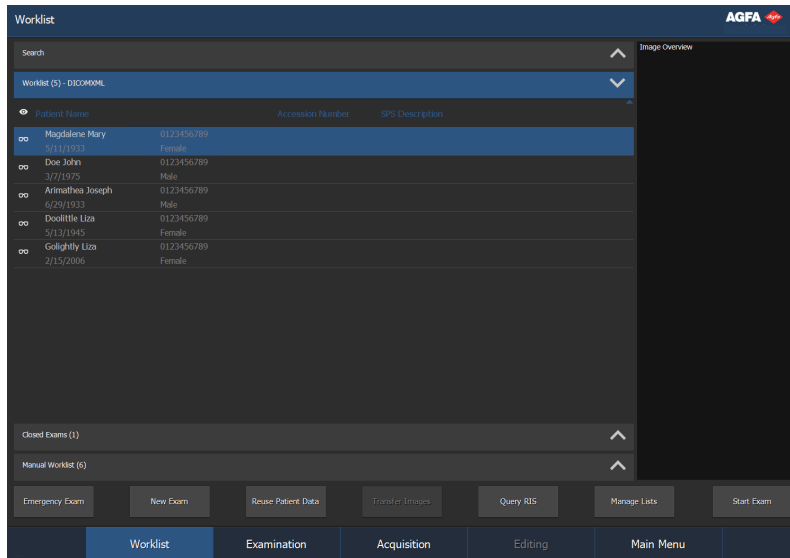 Worklist
AGFA
Agfa
Search
Image Overview
Worklist (5) - DICOMXML
Patient Name Accession Number SPS Description
Magdalene Mary 0123456789
5/11/1933 Female
Doe John 0123456789
3/7/1975 Male
Arimathea Joseph 0123456789
6/29/1933 Male
Doolittle Liza 0123456789
5/13/1945 Female
Golightly Liza 0123456789
2/15/2006 Female
Closed Exams (1)
Manual Worklist (6)
Emergency Exam New Exam Reuse Patient Data Transfer Images Query RIS Manage Lists Start Exam
Worklist Examination Acquisition Editing Main Menu